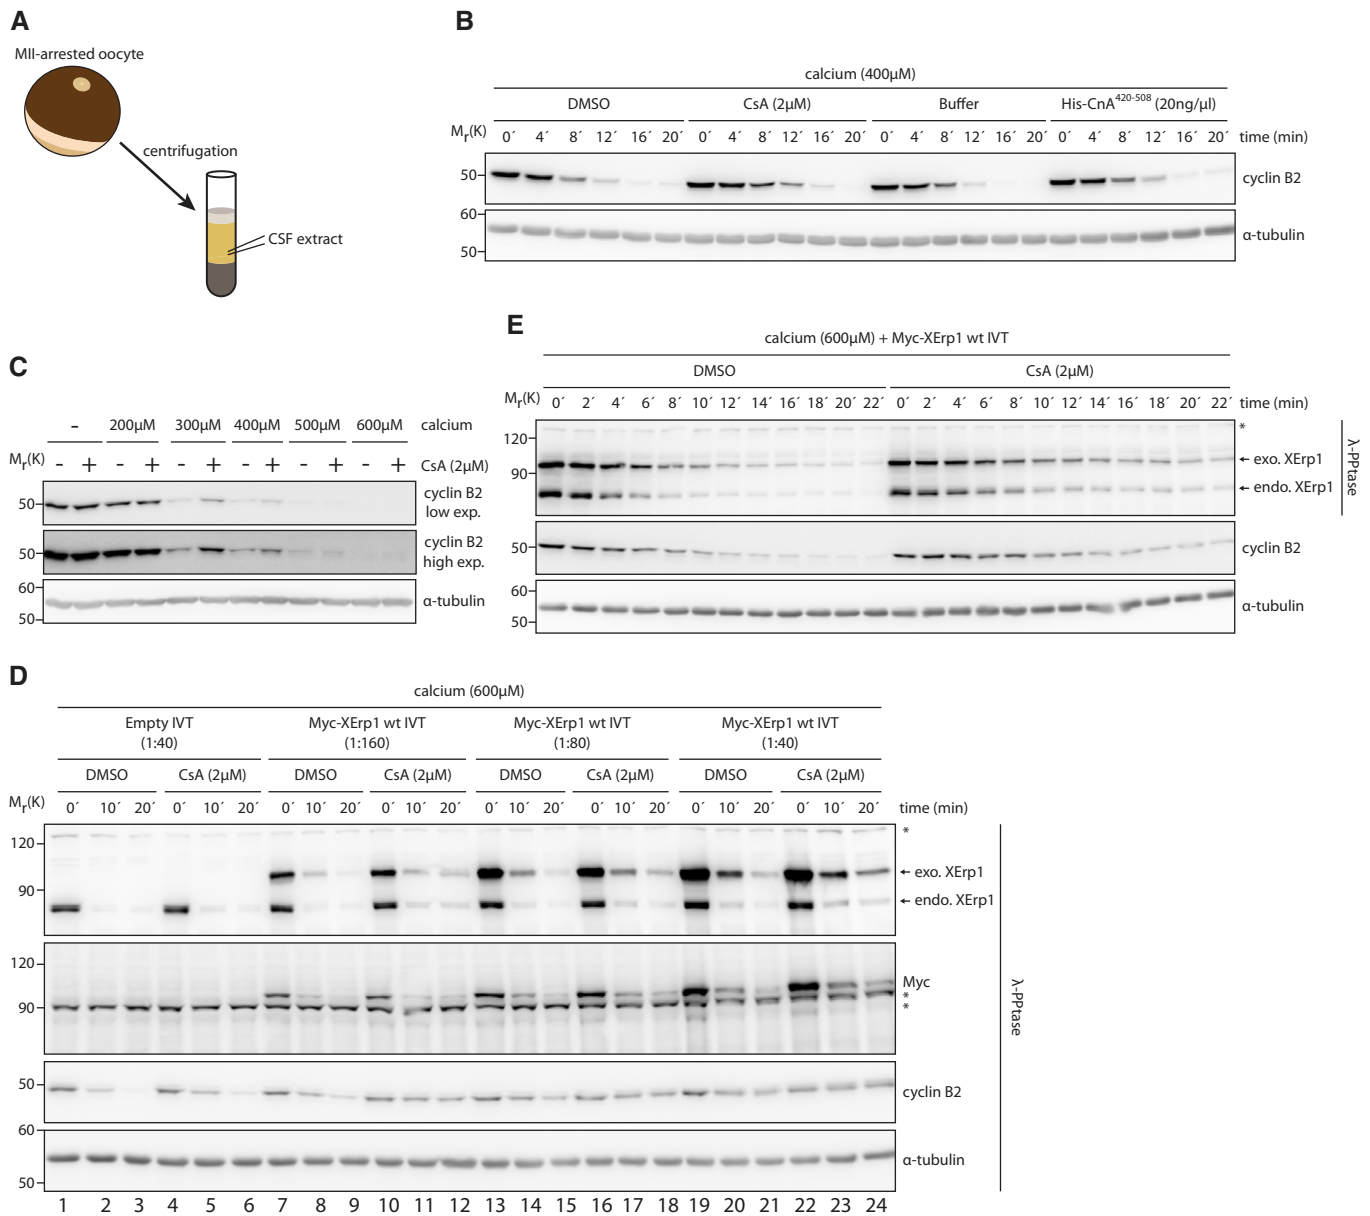 A
MII-arrested oocyte
centrifugation
CSF extract
B
calcium (400µM)
DMSO CsA (2µM) Buffer His-CnA420-508 (20ng/µl)
Mr(K) 0´ 4´ 8´ 12´ 16´ 20´ 0´ 4´ 8´ 12´ 16´ 20´ 0´ 4´ 8´ 12´ 16´ 20´ 0´ 4´ 8´ 12´ 16´ 20´ time (min)
50 cyclin B2
60
α-tubulin
50
C
- 200µM 300µM 400µM 500µM 600µM calcium
Mr(K) - + - + - + - + - + - + CsA (2µM)
50 cyclin B2
low exp.
50 cyclin B2
high exp.
60
α-tubulin
50
E
calcium (600µM) + Myc-XErp1 wt IVT
DMSO CsA (2µM)
Mr(K) 0´ 2´ 4´ 6´ 8´ 10´ 12´ 14´ 16´ 18´ 20´ 22´ 0´ 2´ 4´ 6´ 8´ 10´ 12´ 14´ 16´ 18´ 20´ 22´ time (min)
*
120
exo. XErp1
90
endo. XErp1
λ-PPtase
50 cyclin B2
60
α-tubulin
50
D
calcium (600µM)
Empty IVT Myc-XErp1 wt IVT Myc-XErp1 wt IVT Myc-XErp1 wt IVT
(1:40) (1:160) (1:80) (1:40)
DMSO CsA (2µM) DMSO CsA (2µM) DMSO CsA (2µM) DMSO CsA (2µM)
Mr(K) 0´ 10´ 20´ 0´ 10´ 20´ 0´ 10´ 20´ 0´ 10´ 20´ 0´ 10´ 20´ 0´ 10´ 20´ 0´ 10´ 20´ 0´ 10´ 20´ time (min)
*
120
exo. XErp1
90
endo. XErp1
120
Myc
*
90 *
λ-PPtase
50
cyclin B2
60
α-tubulin
50
1 2 3 4 5 6 7 8 9 10 11 12 13 14 15 16 17 18 19 20 21 22 23 24